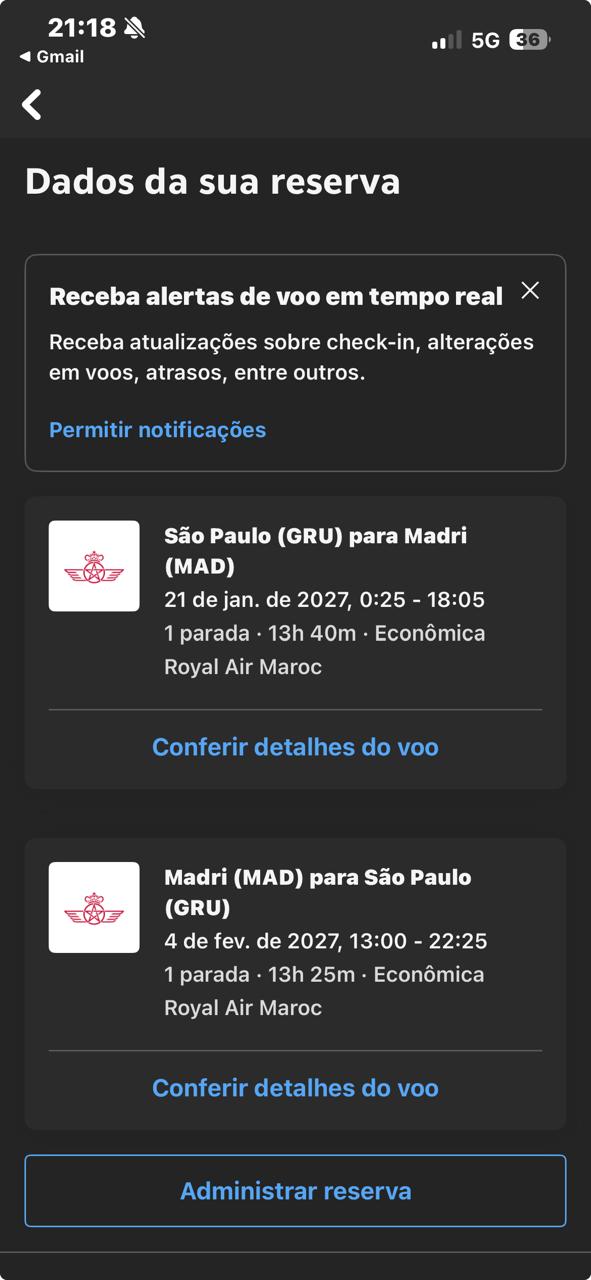 21:18
5G
36
Gmail
Dados da sua reserva
Receba alertas de voo em tempo real
Receba atualizações sobre check-in, alterações
em voos, atrasos, entre outros.
Permitir notificações
São Paulo (GRU) para Madri
(MAD)
21 de jan. de 2027, 0:25 - 18:05
1 parada · 13h 40m · Econômica
Royal Air Maroc
Conferir detalhes do voo
Madri (MAD) para São Paulo
(GRU)
4 de fev. de 2027, 13:00 - 22:25
1 parada · 13h 25m · Econômica
Royal Air Maroc
Conferir detalhes do voo
Administrar reserva